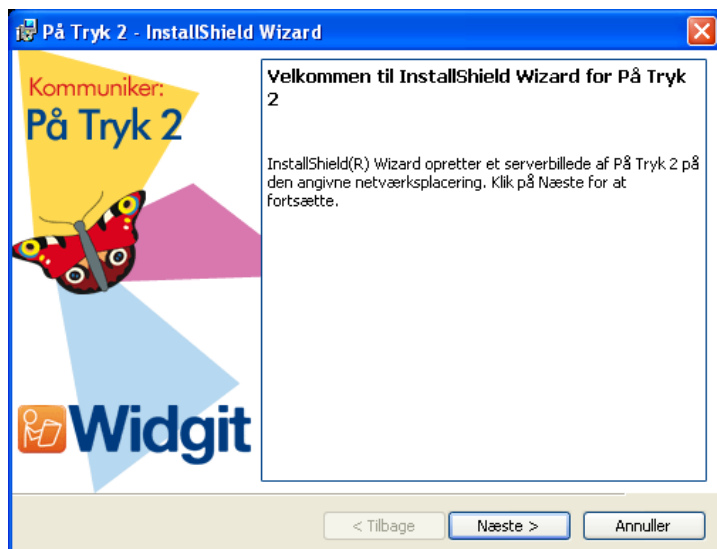 På Tryk 2 - InstallShield Wizard
Kommuniker:
På Tryk 2
Velkommen til InstallShield Wizard for På Tryk
2
InstallShield(R) Wizard opretter et serverbillede af På Tryk 2 på
den angivne netværksplacering. Klik på Næste for at
fortsætte.
Widgit
< Tilbage
Næste >
Annuller